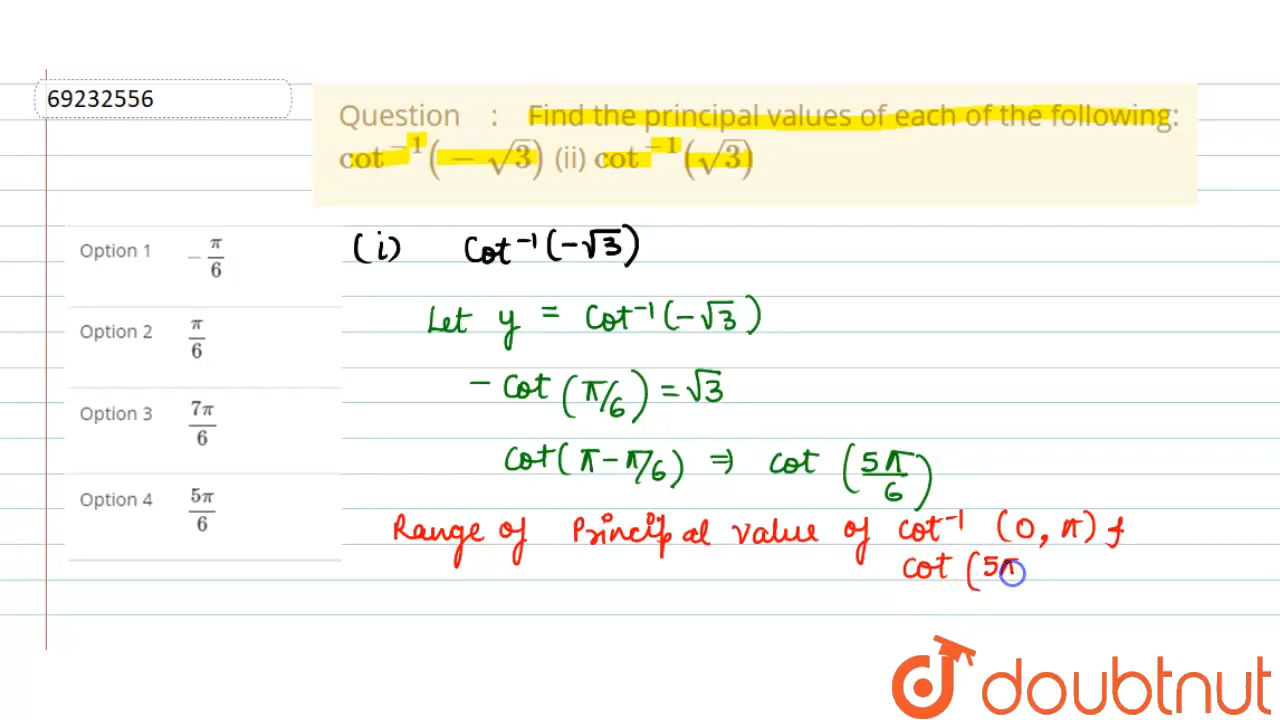 69232556
Question : Find the principal values of each of the following:
cot⁻¹(−√3) (ii) cot⁻¹(√3)
Option 1 −π/6
Option 2 π/6
Option 3 7π/6
Option 4 5π/6
(i) Cot⁻¹(−√3)
Let y = Cot⁻¹(−√3)
− Cot (π/6) = √3
Cot(π−π/6) ⇒ Cot (5π/6)
Range of Principal value of Cot⁻¹ (0, π) &
Cot (5π
doubtnut